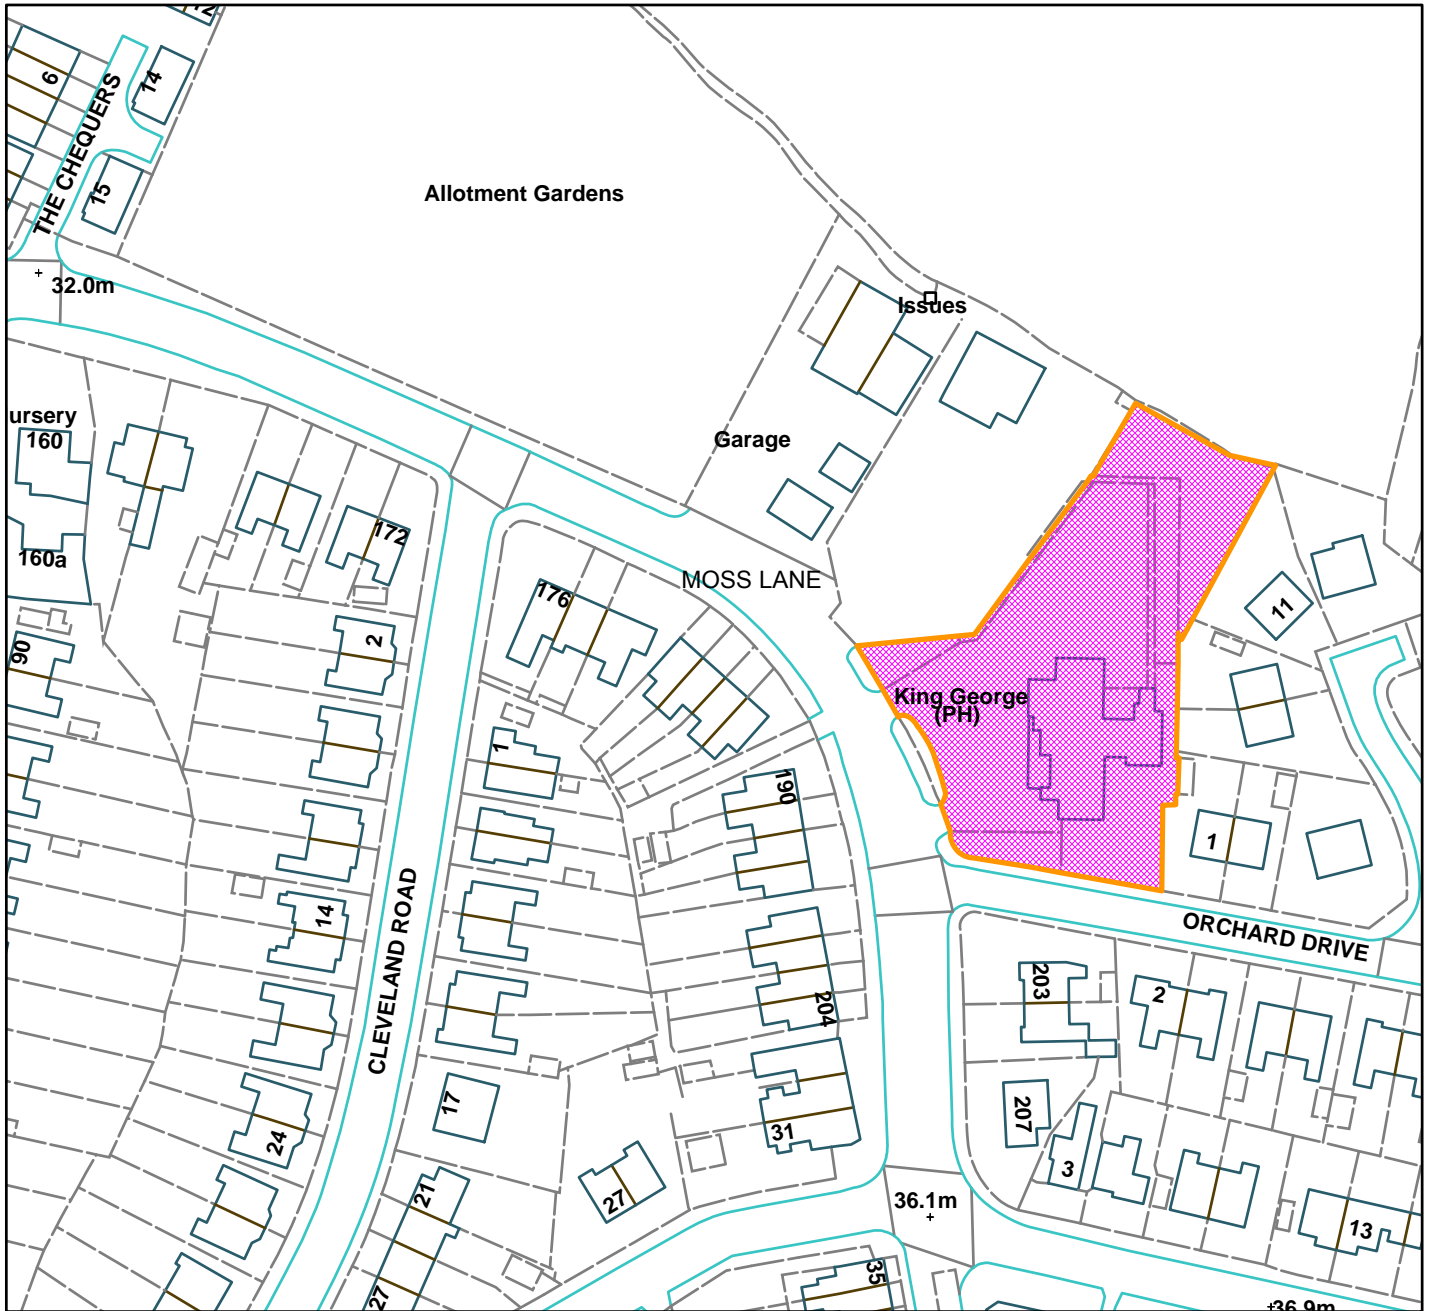 6
14
THE CHEQUERS
15
Allotment Gardens
32.0m
Issues
ursery
160
Garage
172
160a
MOSS LANE
176
11
2
90
King George
(PH)
1
190
1
14
CLEVELAND ROAD
ORCHARD DRIVE
203
2
204
17
207
31
24
3
21
27
36.1m
13
35
27
36.9m